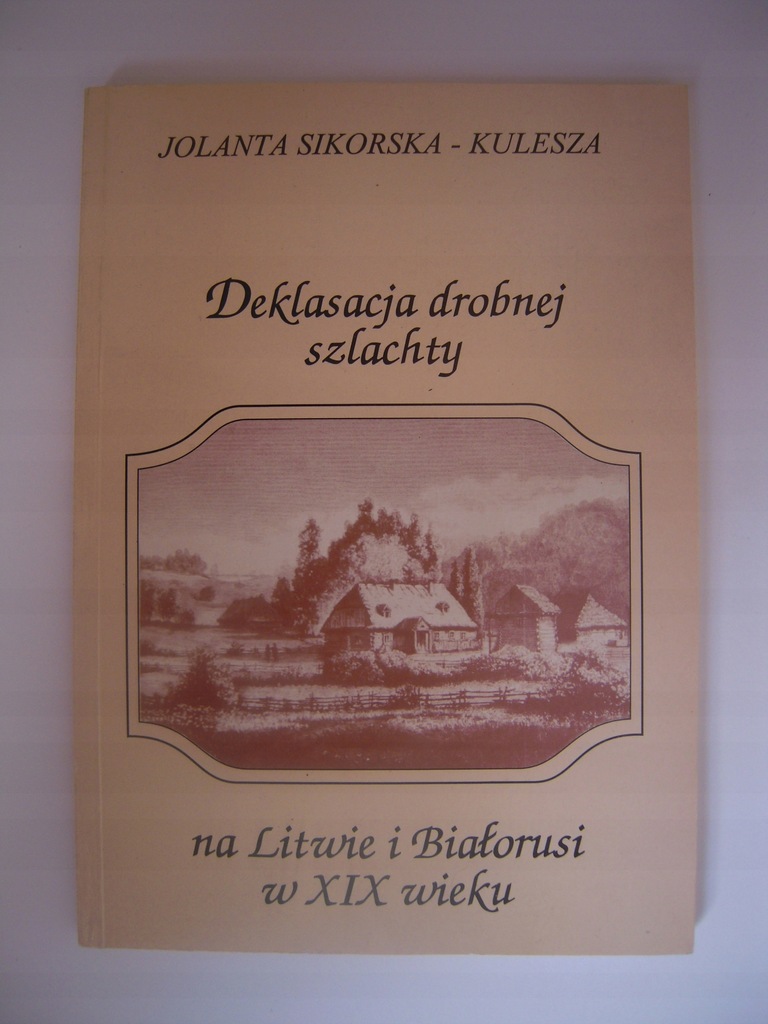 JOLANTA SIKORSKA - KULESZA
Deklasacja drobnej
szlachty
na Litwie i Białorusi
w XIX wieku